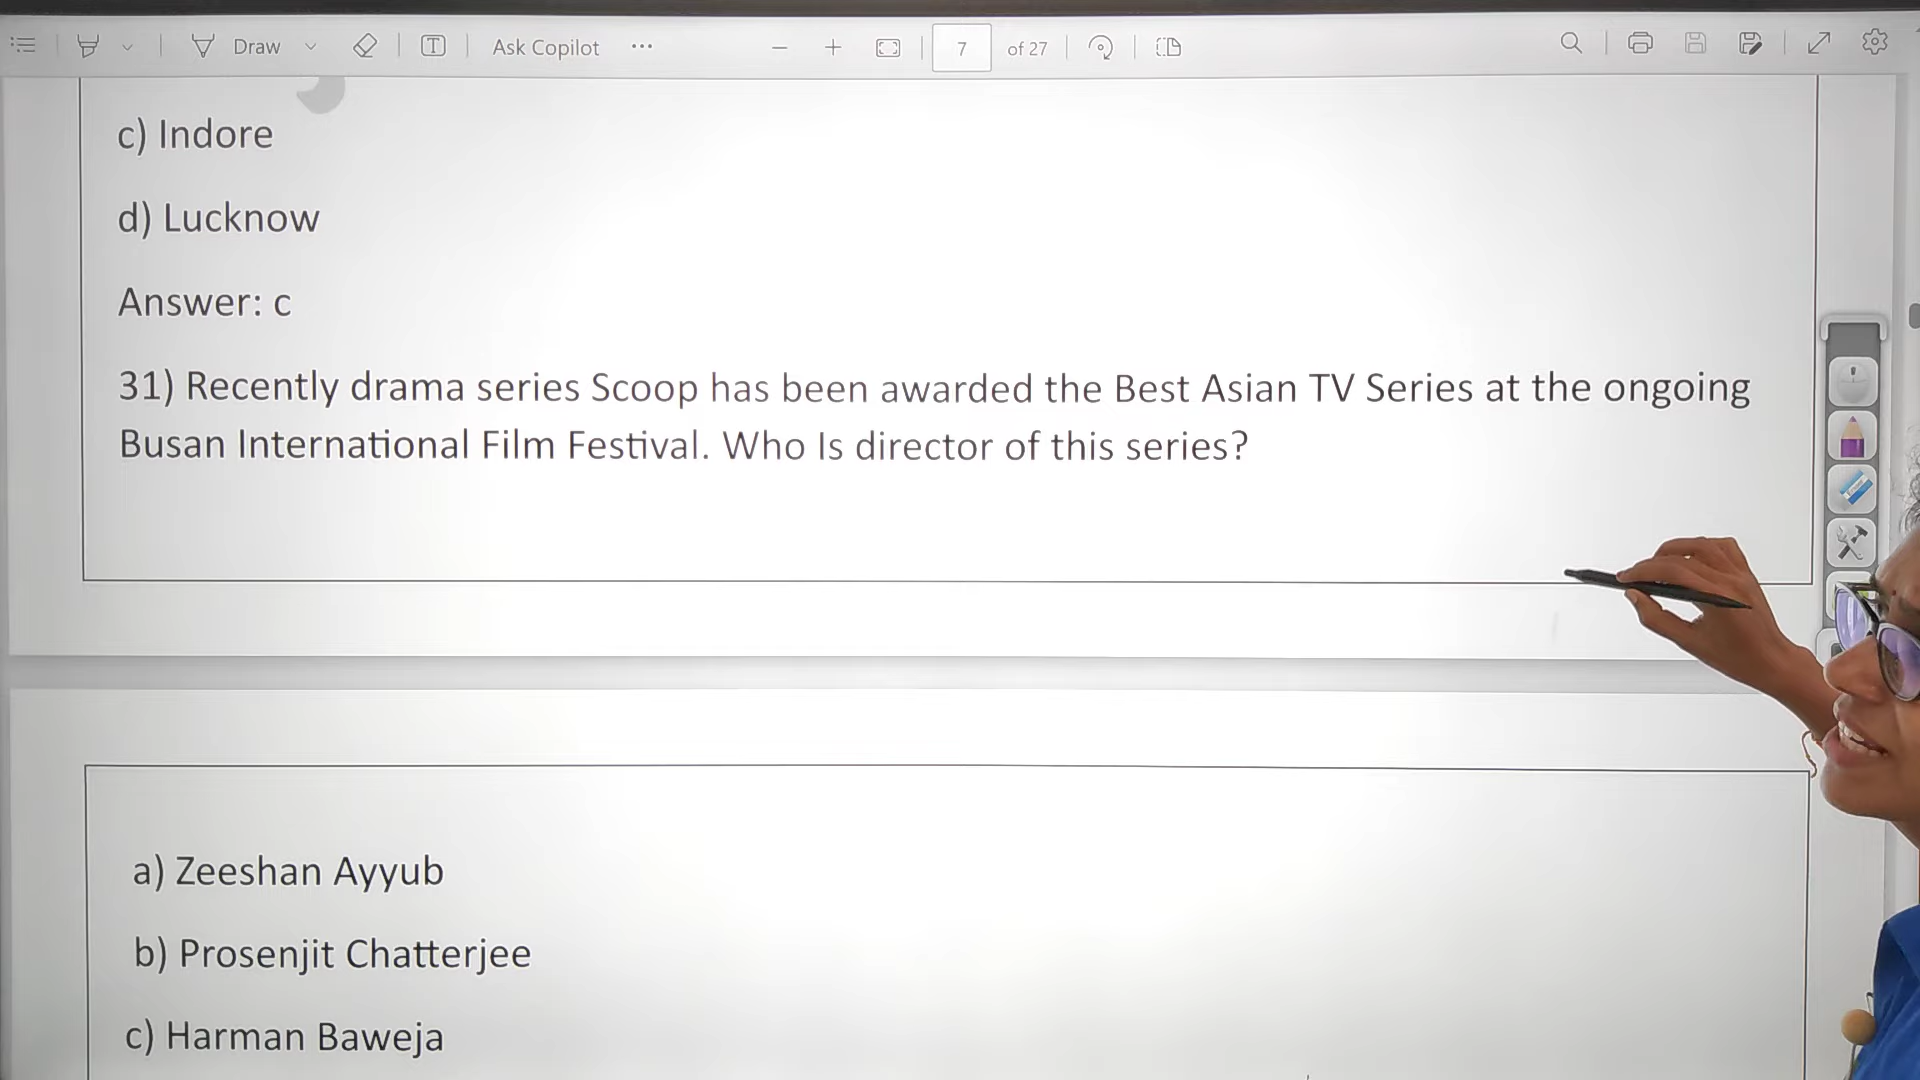 Draw
Ask Copilot
7
of 27
c) Indore
d) Lucknow
Answer: c
31) Recently drama series Scoop has been awarded the Best Asian TV Series at the ongoing
Busan International Film Festival. Who Is director of this series?
a) Zeeshan Ayyub
b) Prosenjit Chatterjee
c) Harman Baweja